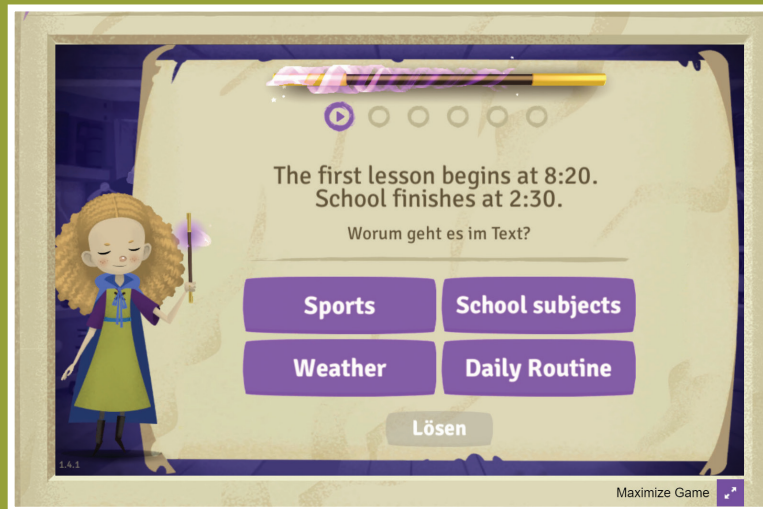 The first lesson begins at 8:20.
School finishes at 2:30.
Worum geht es im Text?
Sports
School subjects
Weather
Daily Routine
Lösen
1.4.1
Maximize Game